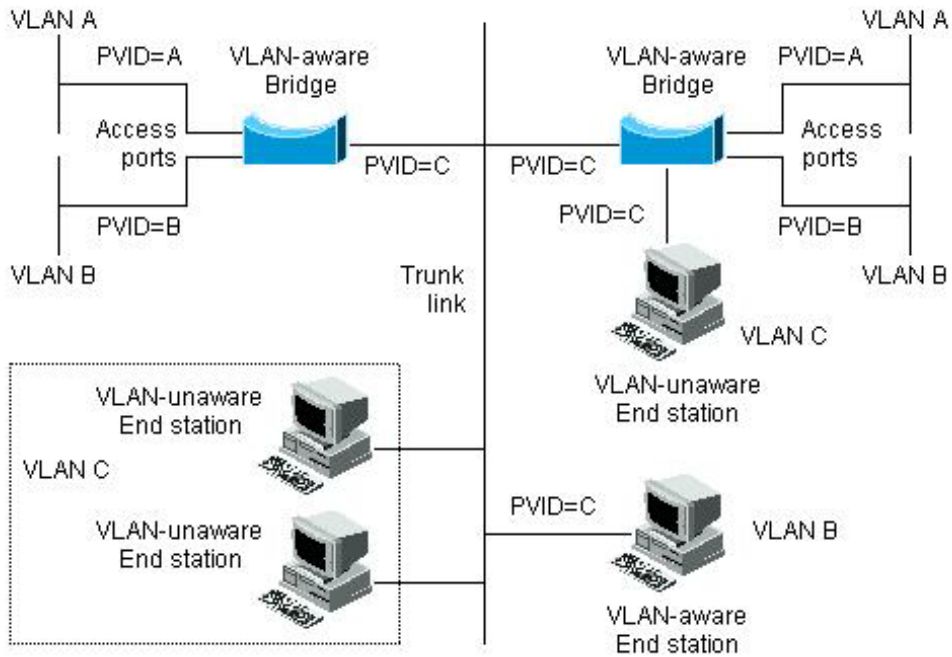 VLAN A
PVID=A
VLAN-aware
Bridge
Access
ports
PVID=C
PVID=B
VLAN B
VLAN-aware
Bridge
VLAN A
PVID=A
Access
ports
PVID=C
PVID=C
PVID=B
VLAN B
Trunk
link
VLAN C
VLAN-unaware
End station
VLAN-unaware
End station
VLAN C
VLAN-unaware
End station
PVID=C
VLAN B
VLAN-aware
End station